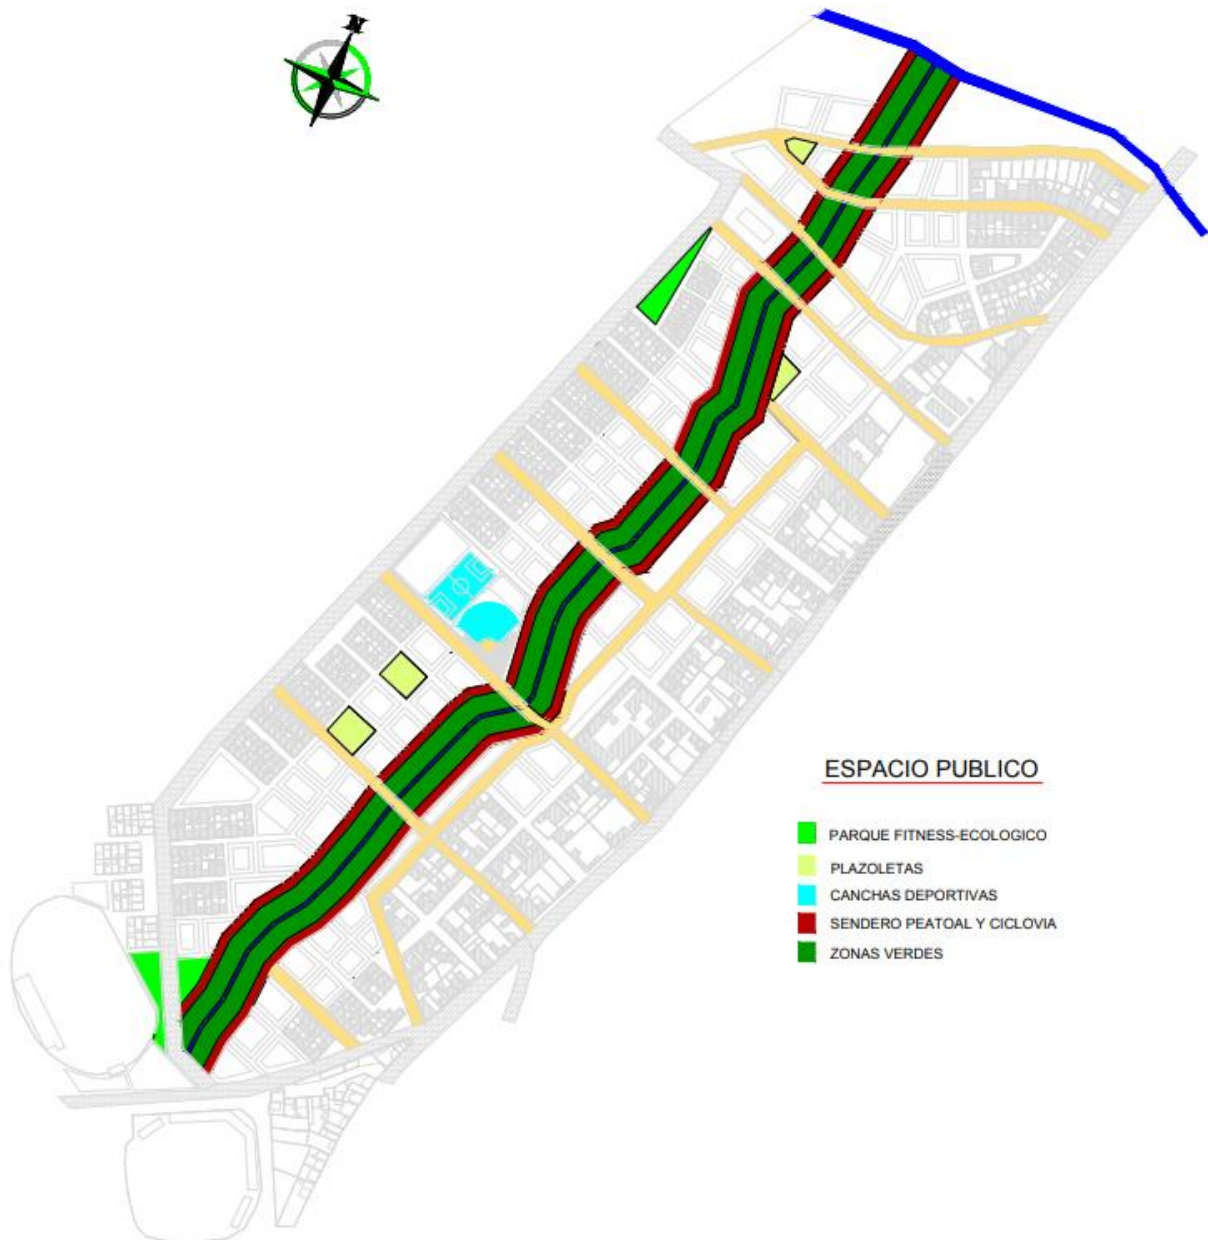 N
ESPACIO PUBLICO
PARQUE FITNESS-ECOLOGICO
PLAZOLETAS
CANCHAS DEPORTIVAS
SENDERO PEATOAL Y CICLOVIA
ZONAS VERDES